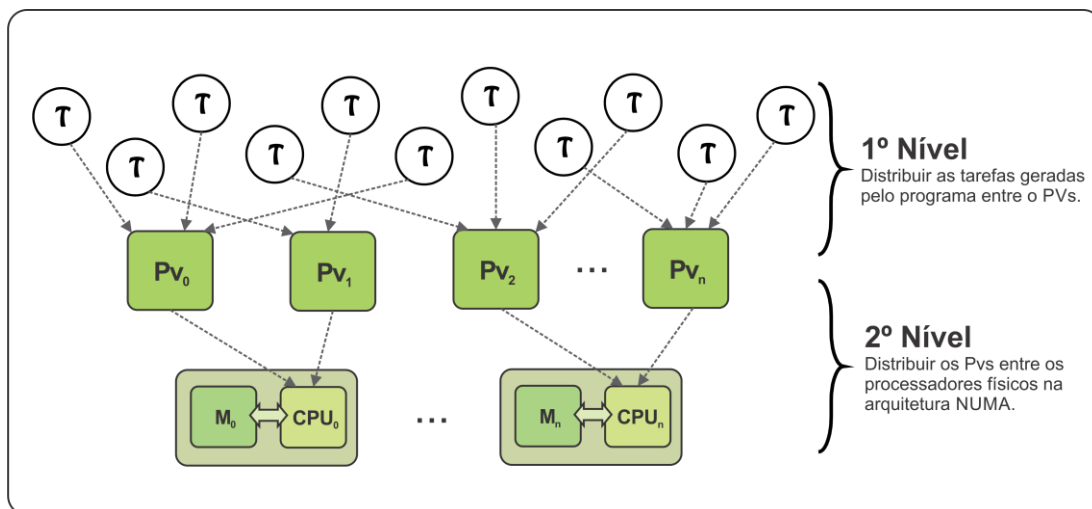 τ τ τ τ τ
τ τ τ τ τ τ
1º Nível
Distribuir as tarefas geradas
pelo programa entre o PVs.
Pv0 Pv1 Pv2 ... Pvn
2º Nível
Distribuir os Pvs entre os
processadores físicos na
arquitetura NUMA.
M0 CPU0 ... Mn CPUn